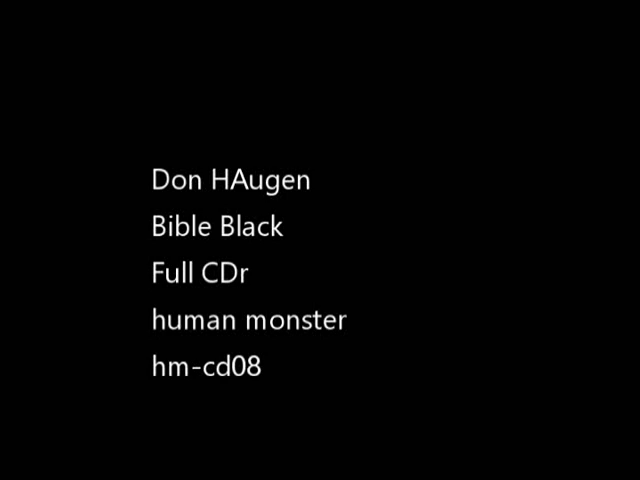 Don HAugen
Bible Black
Full CDr
human monster
hm-cd08